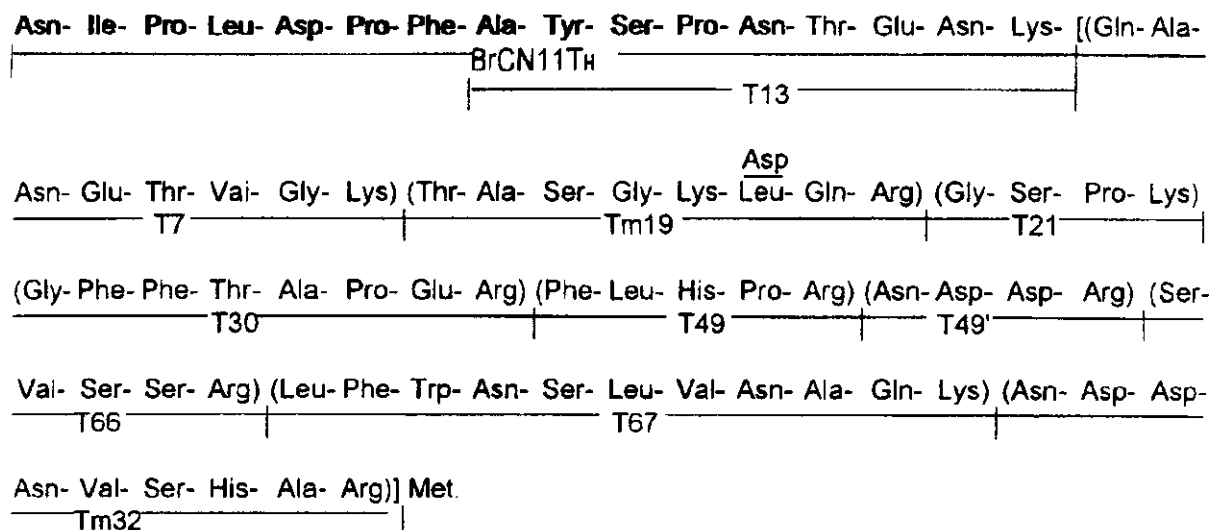 Asn- Ile- Pro- Leu- Asp- Pro- Phe- Ala- Tyr- Ser- Pro- Asn- Thr- Glu- Asn- Lys- [(Gln- Ala-
BrCN11TH
T13
Asp
Asn- Glu- Thr- Vai- Gly- Lys) (Thr- Ala- Ser- Gly- Lys- Leu- Gln- Arg) (Gly- Ser- Pro- Lys)
T7 Tm19 T21
(Gly- Phe- Phe- Thr- Ala- Pro- Glu- Arg) (Phe- Leu- His- Pro- Arg) (Asn- Asp- Asp- Arg) (Ser-
T30 T49 T49'
Val- Ser- Ser- Arg) (Leu- Phe- Trp- Asn- Ser- Leu- Val- Asn- Ala- Gln- Lys) (Asn- Asp- Asp-
T66 T67
Asn- Val- Ser- His- Ala- Arg)] Met.
Tm32